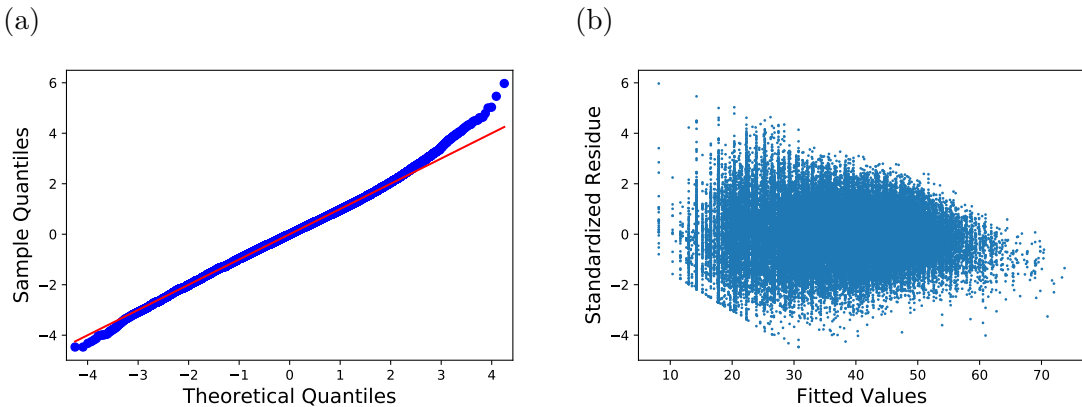 (a)
6
4
2
0
−2
−4
Sample Quantiles
−4 −3 −2 −1 0 1 2 3 4
Theoretical Quantiles
(b)
6
4
2
0
−2
−4
Standardized Residue
10 20 30 40 50 60 70
Fitted Values